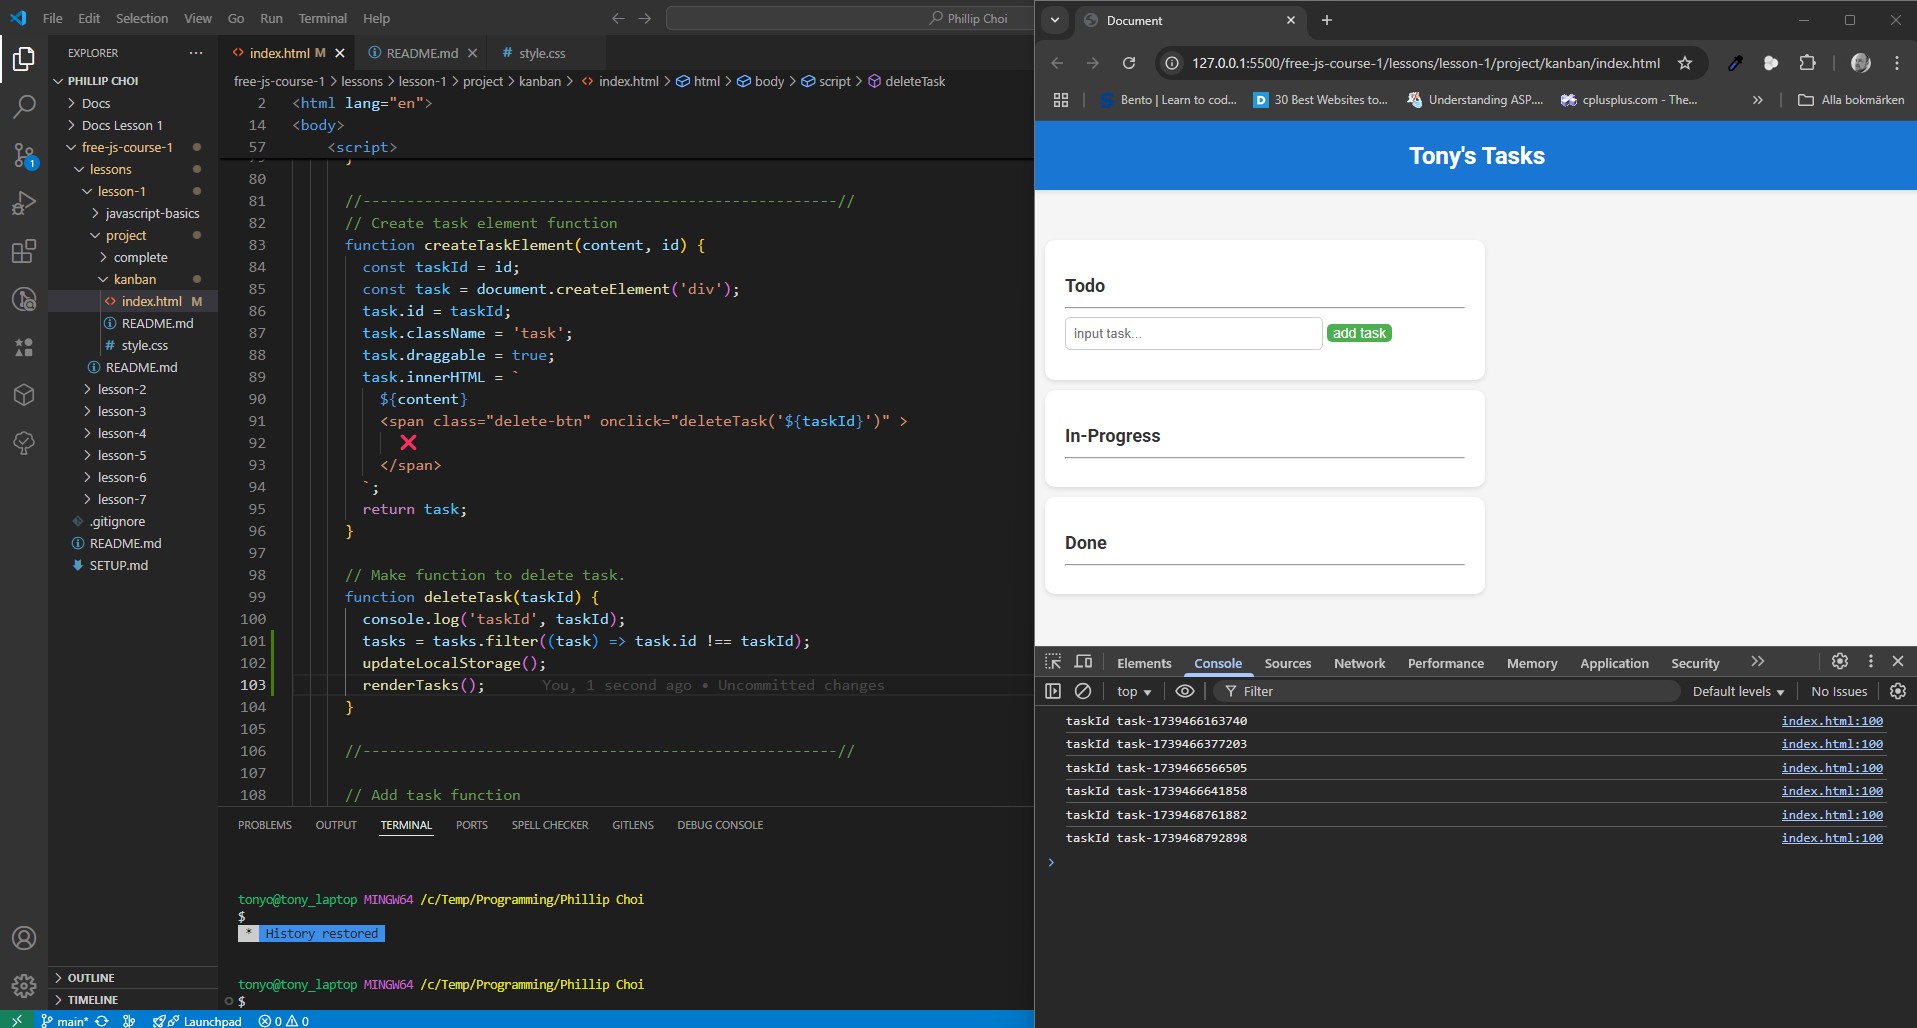 File Edit Selection View Go Run Terminal Help
Phillip Choi
EXPLORER
PHILLIP CHOI
Docs
Docs Lesson 1
free-js-course-1
lessons
lesson-1
javascript-basics
project
complete
kanban
index.html M
README.md
style.css
README.md
lesson-2
lesson-3
lesson-4
lesson-5
lesson-6
lesson-7
.gitignore
README.md
SETUP.md
OUTLINE
TIMELINE
1
index.html M README.md style.css
free-js-course-1 > lessons > lesson-1 > project > kanban > index.html > html > body > script > deleteTask
2 <html lang="en">
14 <body>
57 <script>
80
81 //------------------------------------------------------//
82 // Create task element function
83 function createTaskElement(content, id) {
84 const taskId = id;
85 const task = document.createElement('div');
86 task.id = taskId;
87 task.className = 'task';
88 task.draggable = true;
89 task.innerHTML = `
90 ${content}
91 <span class="delete-btn" onclick="deleteTask('${taskId}')" >
92 ❌
93 </span>
94 `;
95 return task;
96 }
97
98 // Make function to delete task.
99 function deleteTask(taskId) {
100 console.log('taskId', taskId);
101 tasks = tasks.filter((task) => task.id !== taskId);
102 updateLocalStorage();
103 renderTasks(); You, 1 second ago • Uncommitted changes
104 }
105
106 //------------------------------------------------------//
107
108 // Add task function
PROBLEMS OUTPUT TERMINAL PORTS SPELL CHECKER GITLENS DEBUG CONSOLE
tonyo@tony_laptop MINGW64 /c/Temp/Programming/Phillip Choi
$
* History restored
tonyo@tony_laptop MINGW64 /c/Temp/Programming/Phillip Choi
$
main* Launchpad 0 0
Document
127.0.0.1:5500/free-js-course-1/lessons/lesson-1/project/kanban/index.html
Bento | Learn to cod... 30 Best Websites to... Understanding ASP.... cplusplus.com - The... » Alla bokmärken
Tony's Tasks
Todo
input task... add task
In-Progress
Done
Elements Console Sources Network Performance Memory Application Security »
top Filter Default levels No Issues
taskId task-1739466163740 index.html:100
taskId task-1739466377203 index.html:100
taskId task-1739466566505 index.html:100
taskId task-1739466641858 index.html:100
taskId task-1739468761882 index.html:100
taskId task-1739468792898 index.html:100
>